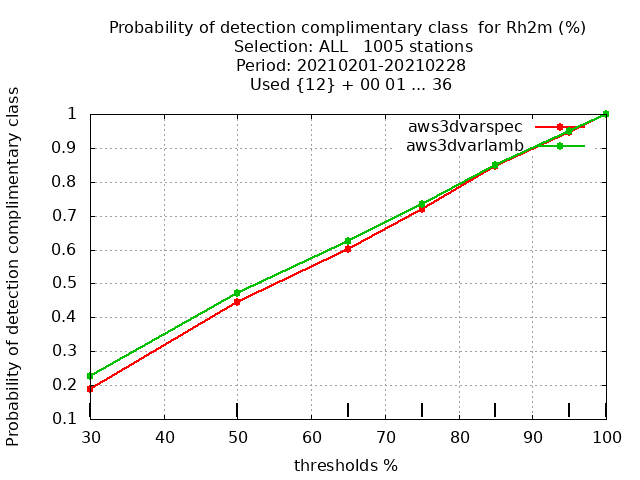 Probability of detection complimentary class  for Rh2m (%)
Selection: ALL   1005 stations
Period: 20210201-20210228
Used {12} + 00 01 ... 36
Probability of detection complimentary class
1
0.9
0.8
0.7
0.6
0.5
0.4
0.3
0.2
0.1
aws3dvarspec
aws3dvarlamb
30 40 50 60 70 80 90 100
thresholds %